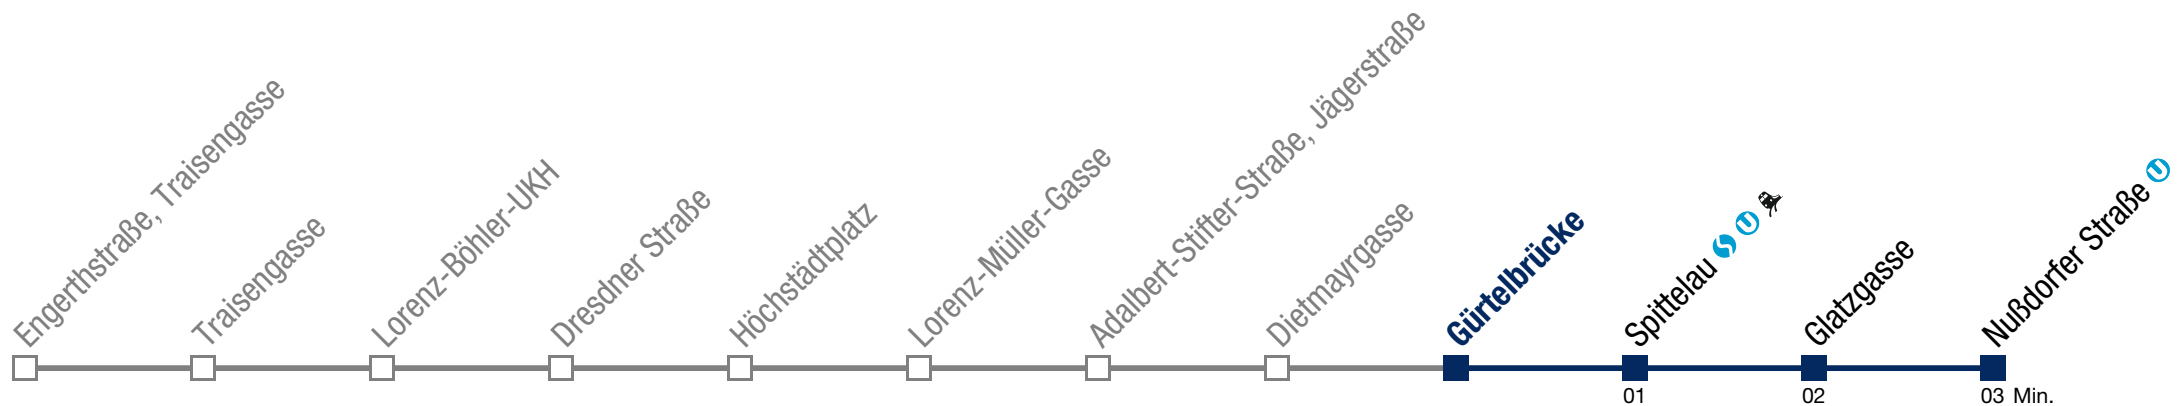 Engerthstraße, Traisengasse
Traisengasse
Lorenz-Böhler-UKH
Dresdner Straße
Höchstädtplatz
Lorenz-Müller-Gasse
Adalbert-Stifter-Straße, Jägerstraße
Dietmayrgasse
Gürtelbrücke
Spittelau
Glatzgasse
Nußdorfer Straße
01
02
03 Min.